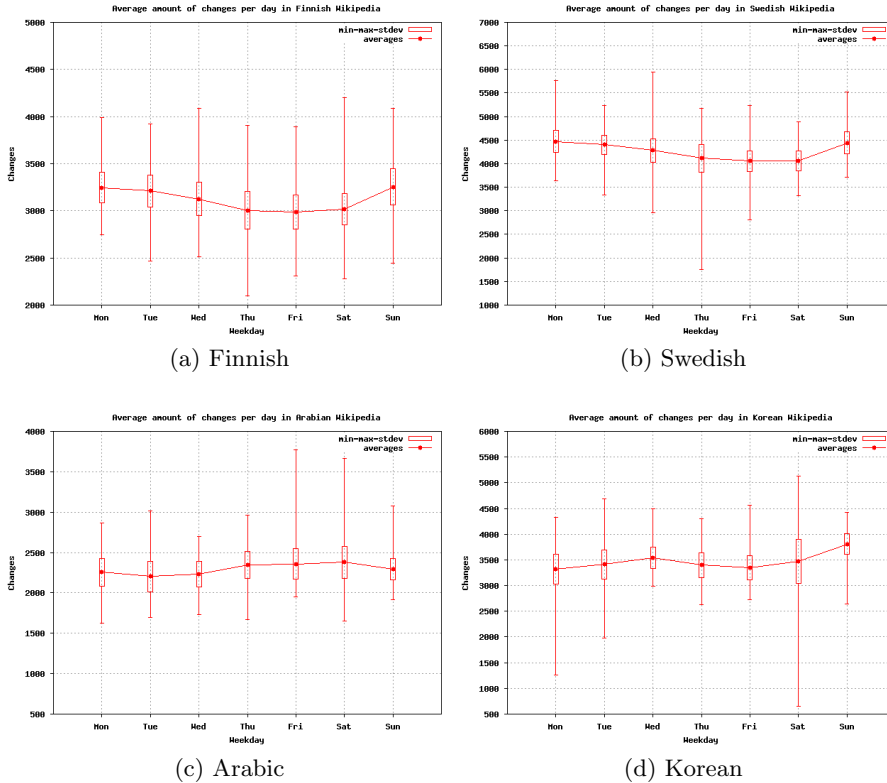 Average amount of changes per day in Finnish Wikipedia
min-max-stdev
averages
5000
4500
4000
3500
3000
2500
2000
Changes
Mon Tue Wed Thu Fri Sat Sun
Weekday
(a) Finnish
Average amount of changes per day in Swedish Wikipedia
min-max-stdev
averages
7000
6500
6000
5500
5000
4500
4000
3500
3000
2500
2000
1500
1000
Changes
Mon Tue Wed Thu Fri Sat Sun
Weekday
(b) Swedish
Average amount of changes per day in Arabian Wikipedia
min-max-stdev
averages
4000
3500
3000
2500
2000
1500
1000
500
Changes
Mon Tue Wed Thu Fri Sat Sun
Weekday
(c) Arabic
Average amount of changes per day in Korean Wikipedia
min-max-stdev
averages
6000
5500
5000
4500
4000
3500
3000
2500
2000
1500
1000
500
Changes
Mon Tue Wed Thu Fri Sat Sun
Weekday
(d) Korean